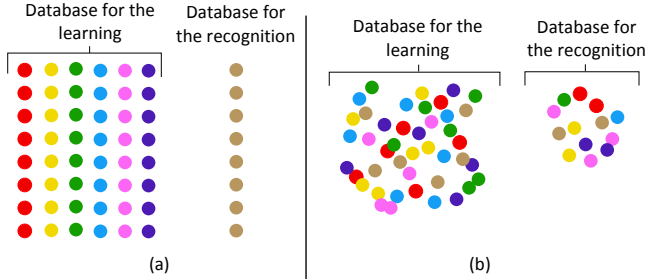 Database for the
learning
Database for
the recognition
(a)
Database for the
learning
Database for
the recognition
(b)